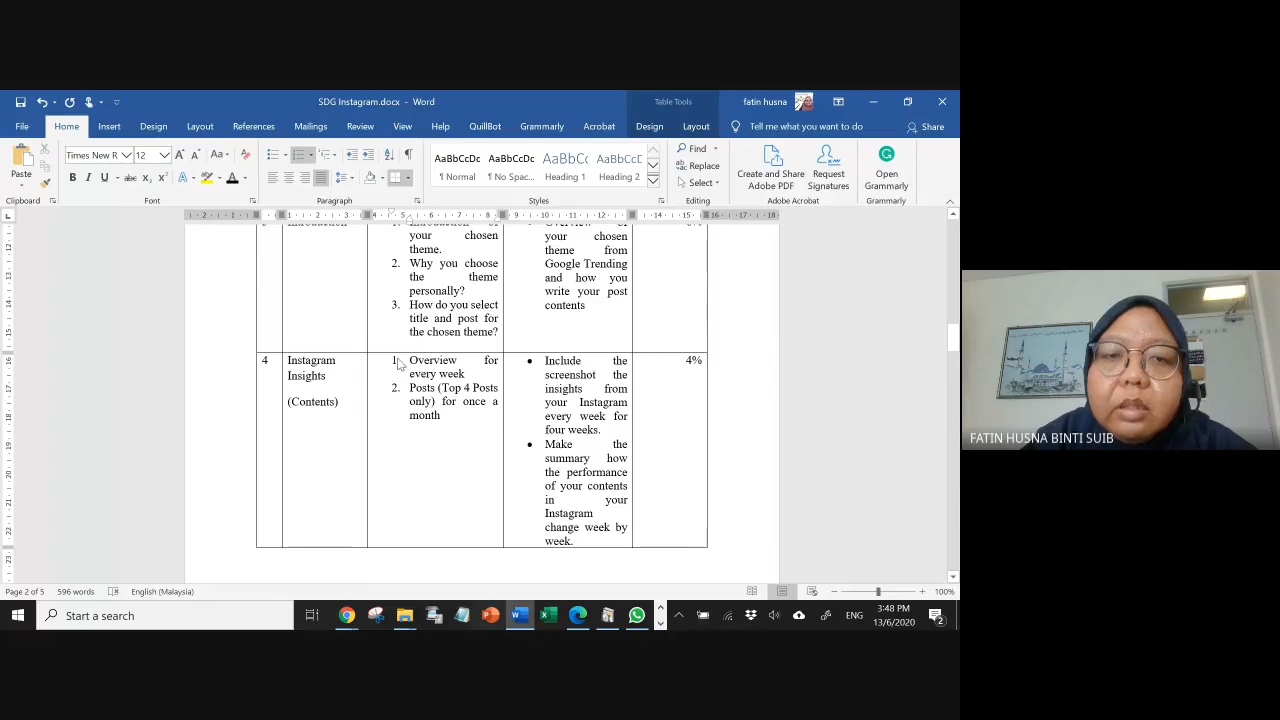 SDG Instagram.docx - Word
Table Tools
fatin husna
File Home Insert Design Layout References Mailings Review View Help QuillBot Grammarly Acrobat Design Layout Tell me what you want to do Share
Times New R 12 Aa
AaBbCcDc AaBbCcDc AaBbC( AaBbCcD
Find
Replace
Select
Paste
¶ Normal ¶ No Spac... Heading 1 Heading 2
Create and Share
Adobe PDF
Request
Signatures
Open
Grammarly
Clipboard Font Paragraph Styles Editing Adobe Acrobat Grammarly
your chosen
theme.
2. Why you choose
the theme
personally?
3. How do you select
title and post for
the chosen theme?
your chosen
theme from
Google Trending
and how you
write your post
contents
4
Instagram
Insights
(Contents)
1. Overview for
every week
2. Posts (Top 4 Posts
only) for once a
month
• Include the
screenshot the
insights from
your Instagram
every week for
four weeks.
• Make the
summary how
the performance
of your contents
in your
Instagram
change week by
week.
4%
FATIN HUSNA BINTI SUIB
Page 2 of 5 596 words English (Malaysia) 100%
Start a search
ENG
3:48 PM
13/6/2020
2